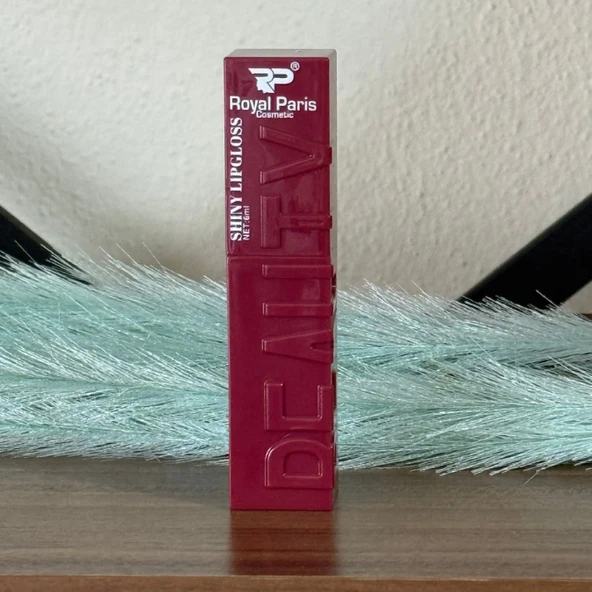 RP®
Royal Paris
Cosmetic
SHINY LIPGLOSS
NET:6ml
BEAUTY